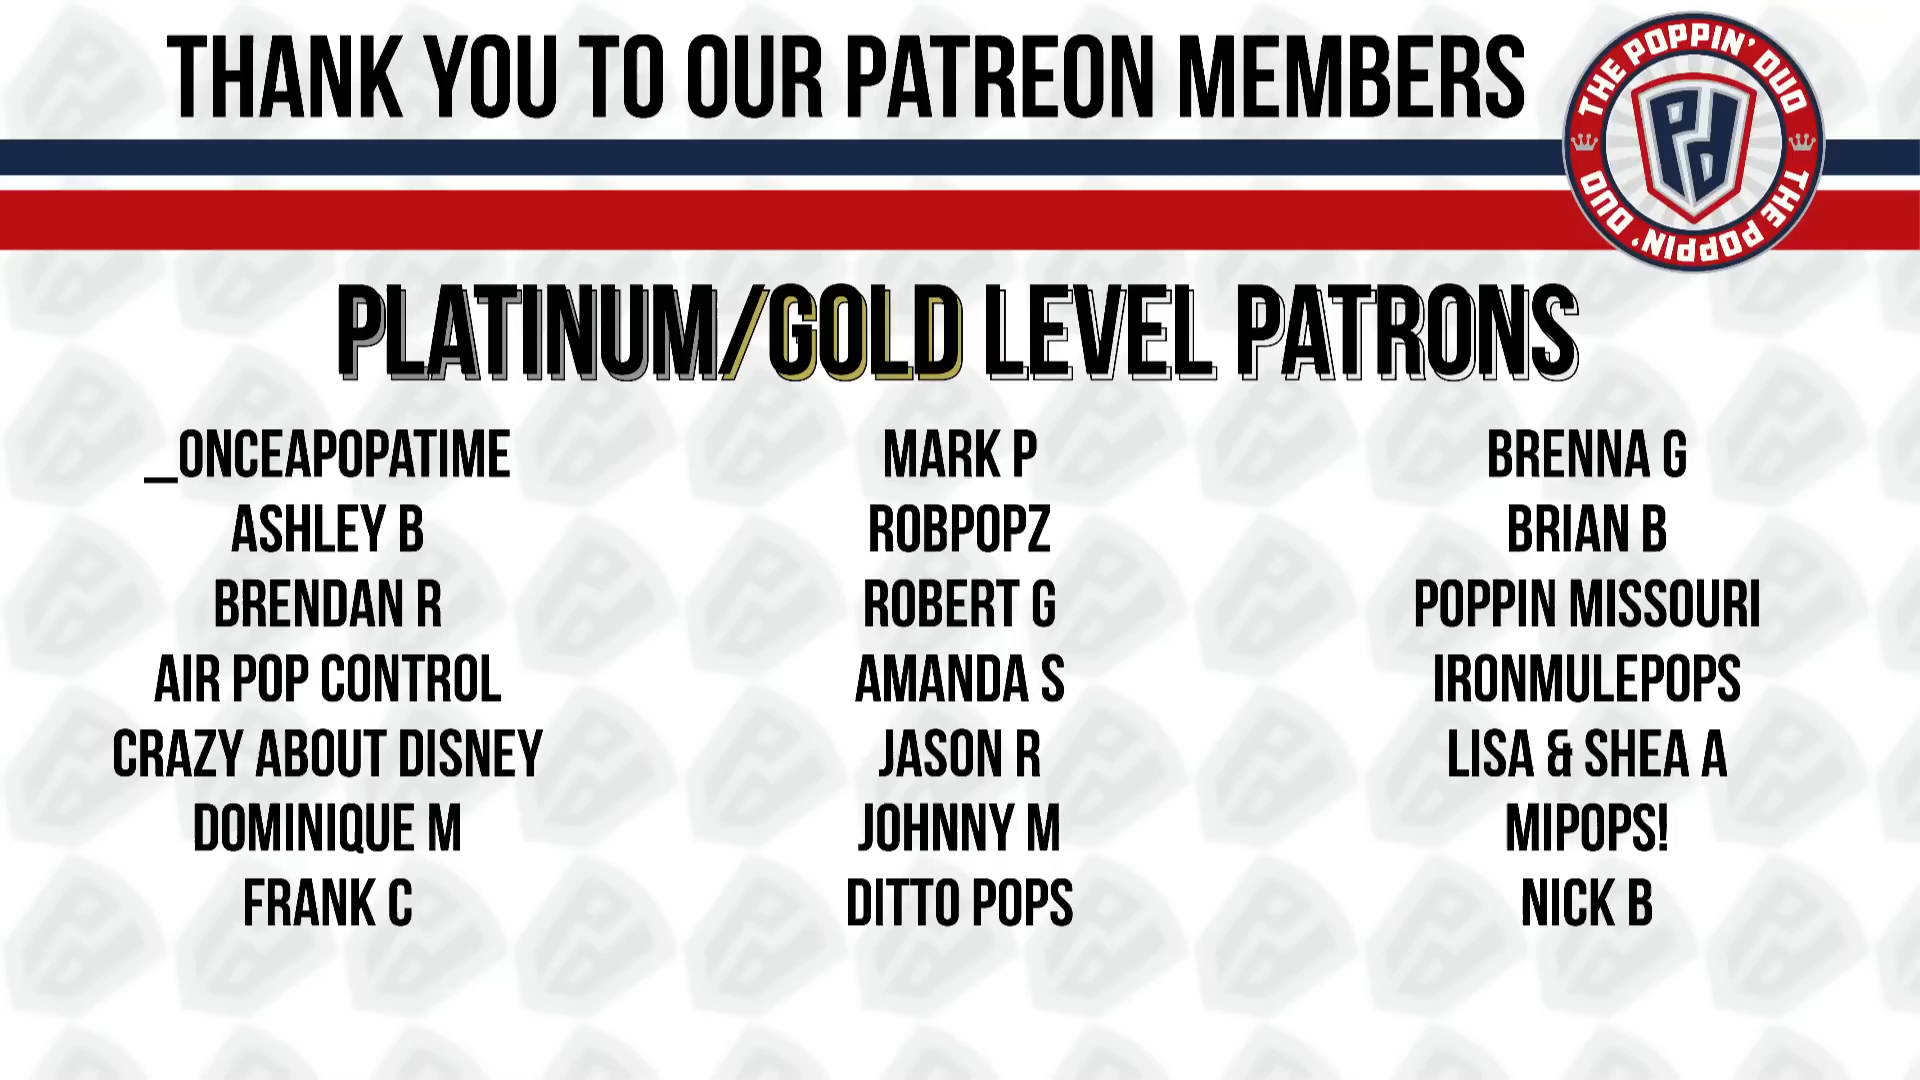 THANK YOU TO OUR PATREON MEMBERS
THE POPPIN' DUO
THE POPPIN' DUO
PD
PLATINUM/GOLD LEVEL PATRONS
_ONCEAPOPATIME
ASHLEY B
BRENDAN R
AIR POP CONTROL
CRAZY ABOUT DISNEY
DOMINIQUE M
FRANK C
MARK P
ROBPOPZ
ROBERT G
AMANDA S
JASON R
JOHNNY M
DITTO POPS
BRENNA G
BRIAN B
POPPIN MISSOURI
IRONMULEPOPS
LISA & SHEA A
MIPOPS!
NICK B